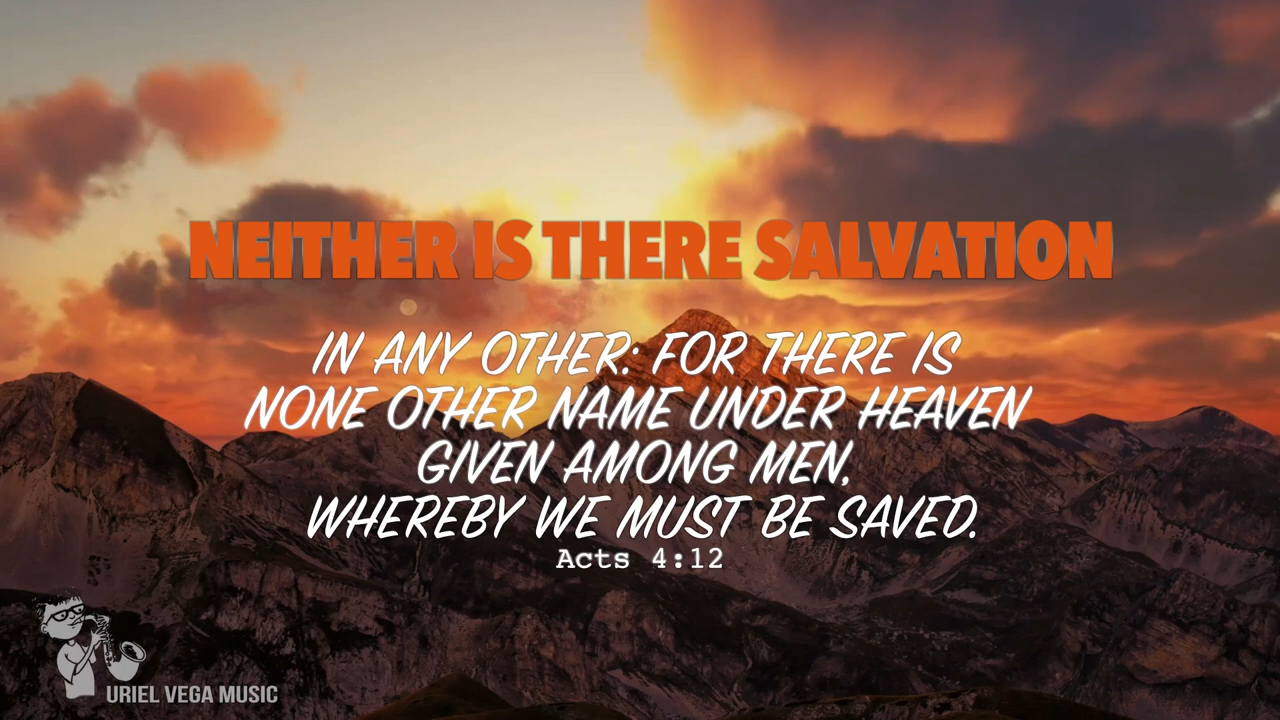 NEITHER IS THERE SALVATION
IN ANY OTHER: FOR THERE IS
NONE OTHER NAME UNDER HEAVEN
GIVEN AMONG MEN,
WHEREBY WE MUST BE SAVED.
Acts 4:12
URIEL VEGA MUSIC